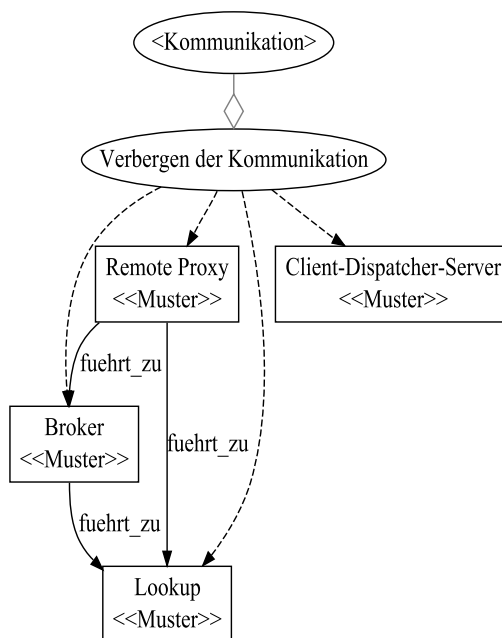 <Kommunikation>
Verbergen der Kommunikation
Remote Proxy
<<Muster>>
Client-Dispatcher-Server
<<Muster>>
fuehrt_zu
Broker
<<Muster>>
fuehrt_zu
fuehrt_zu
Lookup
<<Muster>>